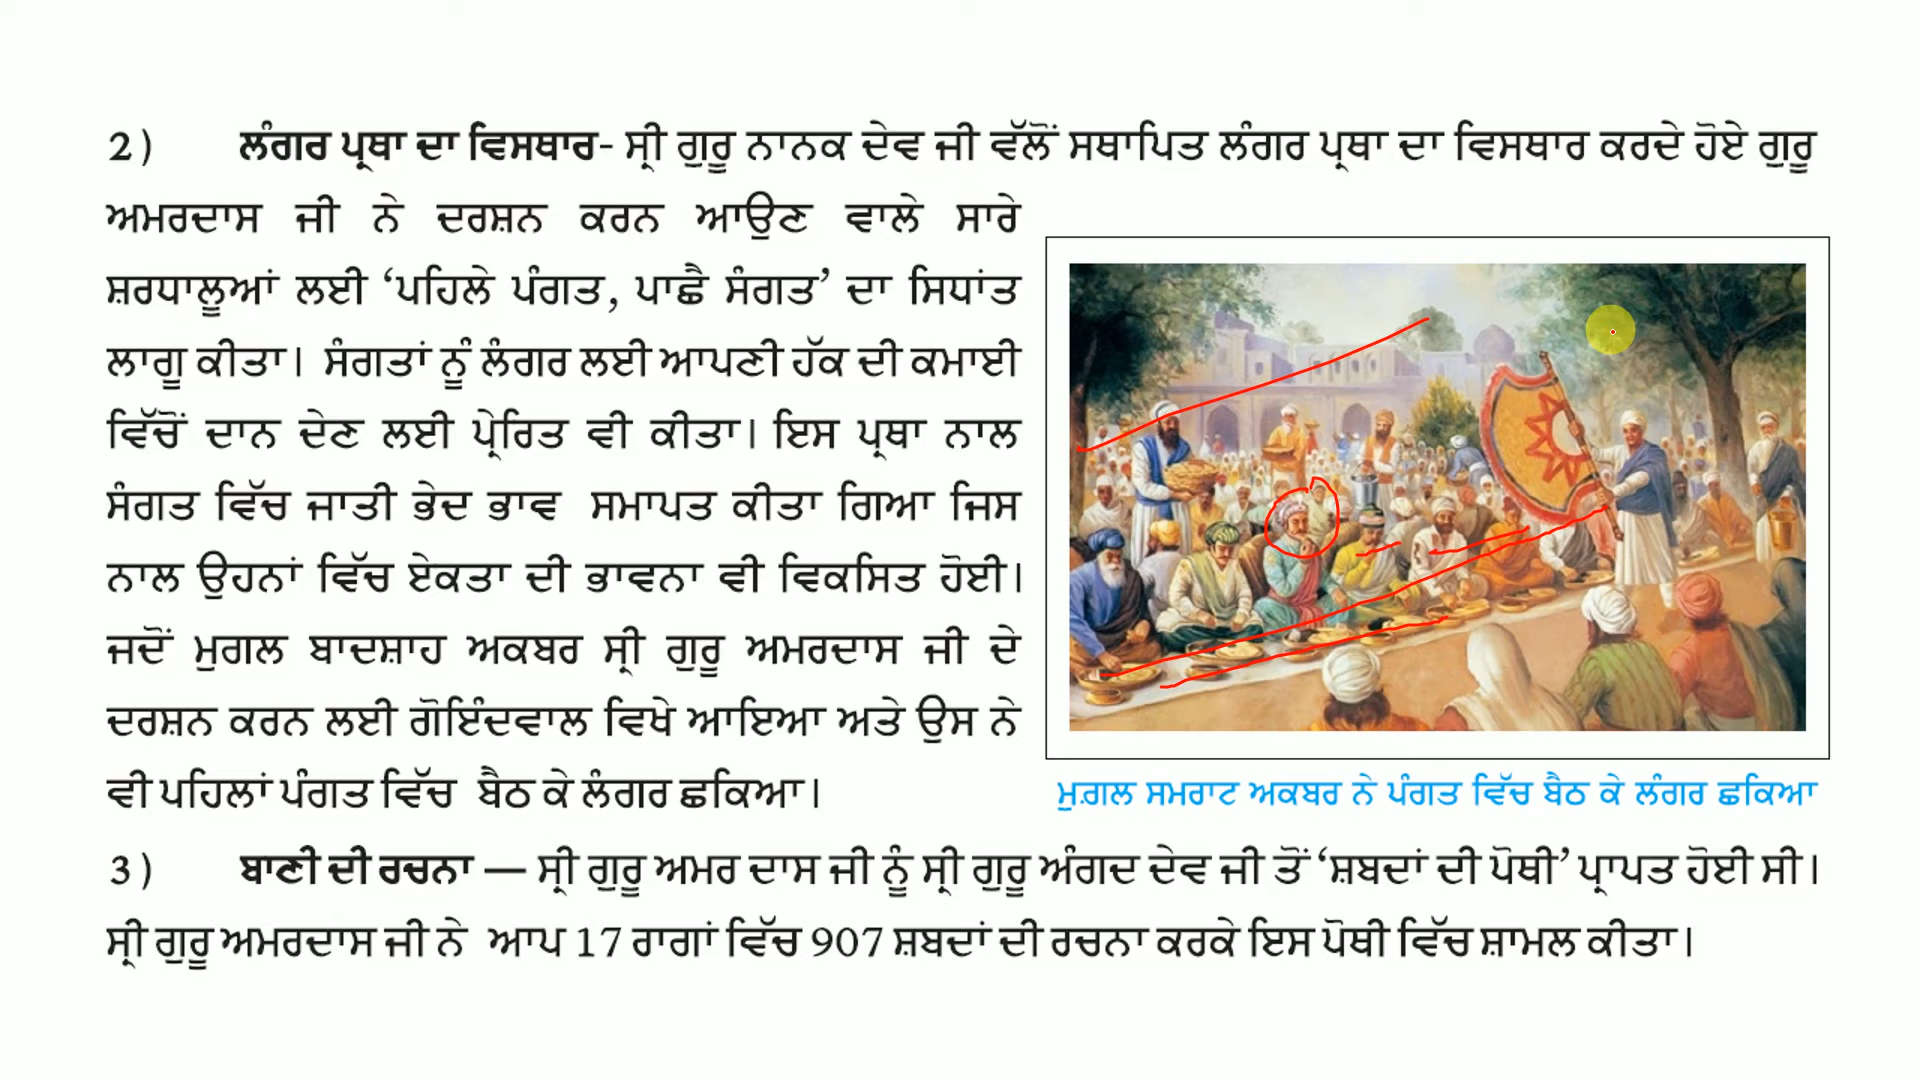 2) ਲੰਗਰ ਪ੍ਰਥਾ ਦਾ ਵਿਸਥਾਰ- ਸ੍ਰੀ ਗੁਰੂ ਨਾਨਕ ਦੇਵ ਜੀ ਵੱਲੋਂ ਸਥਾਪਿਤ ਲੰਗਰ ਪ੍ਰਥਾ ਦਾ ਵਿਸਥਾਰ ਕਰਦੇ ਹੋਏ ਗੁਰੂ
ਅਮਰਦਾਸ ਜੀ ਨੇ ਦਰਸ਼ਨ ਕਰਨ ਆਉਣ ਵਾਲੇ ਸਾਰੇ
ਸ਼ਰਧਾਲੂਆਂ ਲਈ ‘ਪਹਿਲੇ ਪੰਗਤ, ਪਾਛੈ ਸੰਗਤ’ ਦਾ ਸਿਧਾਂਤ
ਲਾਗੂ ਕੀਤਾ। ਸੰਗਤਾਂ ਨੂੰ ਲੰਗਰ ਲਈ ਆਪਣੀ ਹੱਕ ਦੀ ਕਮਾਈ
ਵਿੱਚੋਂ ਦਾਨ ਦੇਣ ਲਈ ਪ੍ਰੇਰਿਤ ਵੀ ਕੀਤਾ। ਇਸ ਪ੍ਰਥਾ ਨਾਲ
ਸੰਗਤ ਵਿੱਚ ਜਾਤੀ ਭੇਦ ਭਾਵ ਸਮਾਪਤ ਕੀਤਾ ਗਿਆ ਜਿਸ
ਨਾਲ ਉਹਨਾਂ ਵਿੱਚ ਏਕਤਾ ਦੀ ਭਾਵਨਾ ਵੀ ਵਿਕਸਿਤ ਹੋਈ।
ਜਦੋਂ ਮੁਗਲ ਬਾਦਸ਼ਾਹ ਅਕਬਰ ਸ੍ਰੀ ਗੁਰੂ ਅਮਰਦਾਸ ਜੀ ਦੇ
ਦਰਸ਼ਨ ਕਰਨ ਲਈ ਗੋਇੰਦਵਾਲ ਵਿਖੇ ਆਇਆ ਅਤੇ ਉਸ ਨੇ
ਵੀ ਪਹਿਲਾਂ ਪੰਗਤ ਵਿੱਚ ਬੈਠ ਕੇ ਲੰਗਰ ਛਕਿਆ।
ਮੁਗ਼ਲ ਸਮਰਾਟ ਅਕਬਰ ਨੇ ਪੰਗਤ ਵਿੱਚ ਬੈਠ ਕੇ ਲੰਗਰ ਛਕਿਆ
3) ਬਾਣੀ ਦੀ ਰਚਨਾ — ਸ੍ਰੀ ਗੁਰੂ ਅਮਰ ਦਾਸ ਜੀ ਨੂੰ ਸ੍ਰੀ ਗੁਰੂ ਅੰਗਦ ਦੇਵ ਜੀ ਤੋਂ ‘ਸ਼ਬਦਾਂ ਦੀ ਪੋਥੀ’ ਪ੍ਰਾਪਤ ਹੋਈ ਸੀ।
ਸ੍ਰੀ ਗੁਰੂ ਅਮਰਦਾਸ ਜੀ ਨੇ ਆਪ 17 ਰਾਗਾਂ ਵਿੱਚ 907 ਸ਼ਬਦਾਂ ਦੀ ਰਚਨਾ ਕਰਕੇ ਇਸ ਪੋਥੀ ਵਿੱਚ ਸ਼ਾਮਲ ਕੀਤਾ।